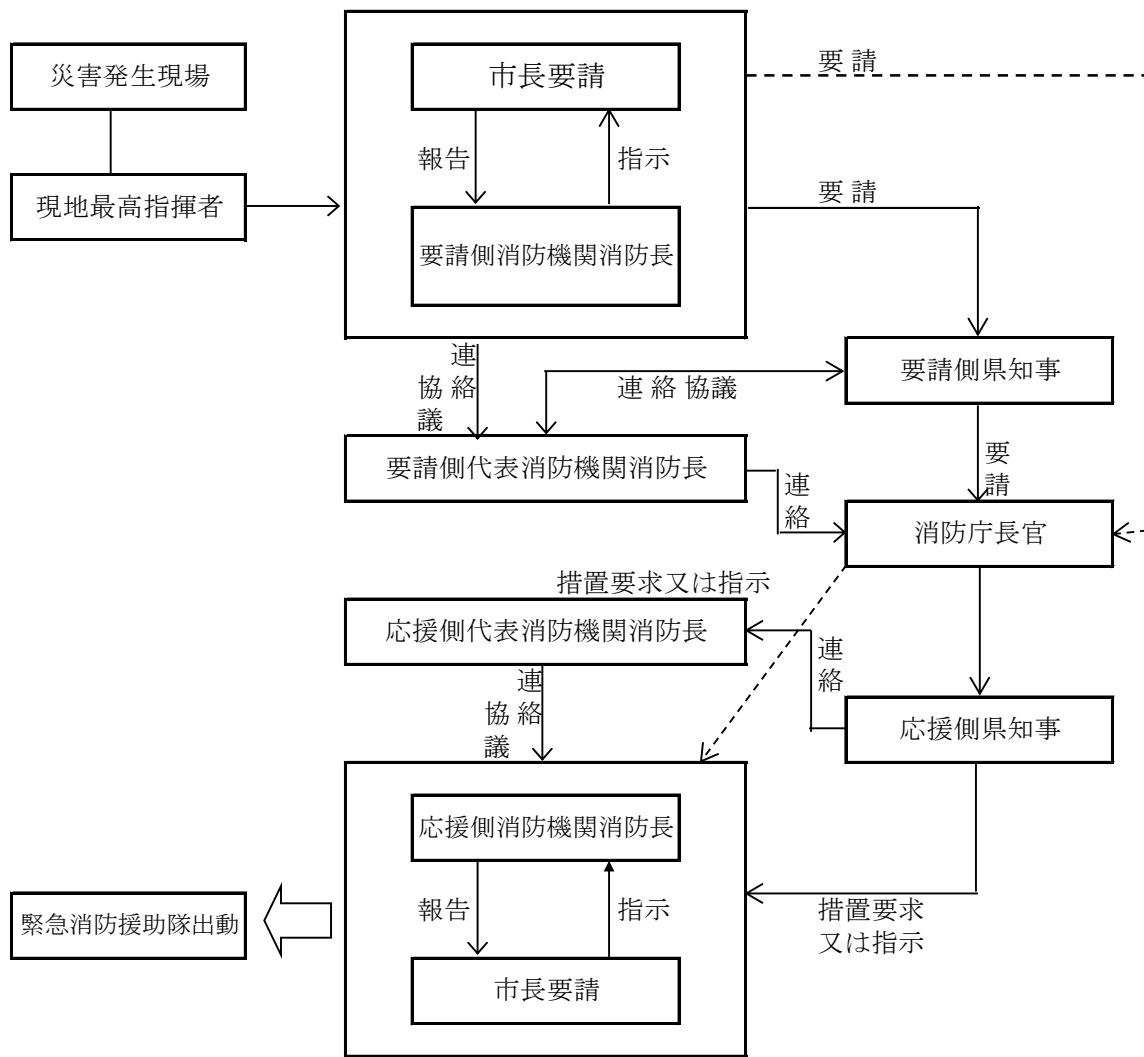 災害発生現場
現地最高指揮者
市長要請
報告
指示
要請側消防機関消防長
要 請
要 請
連絡
協議
連 絡 協議
要請側県知事
要請側代表消防機関消防長
連絡
要請
消防庁長官
措置要求又は指示
応援側代表消防機関消防長
連絡
連絡
協議
応援側県知事
応援側消防機関消防長
報告
指示
市長要請
緊急消防援助隊出動
措置要求
又は指示